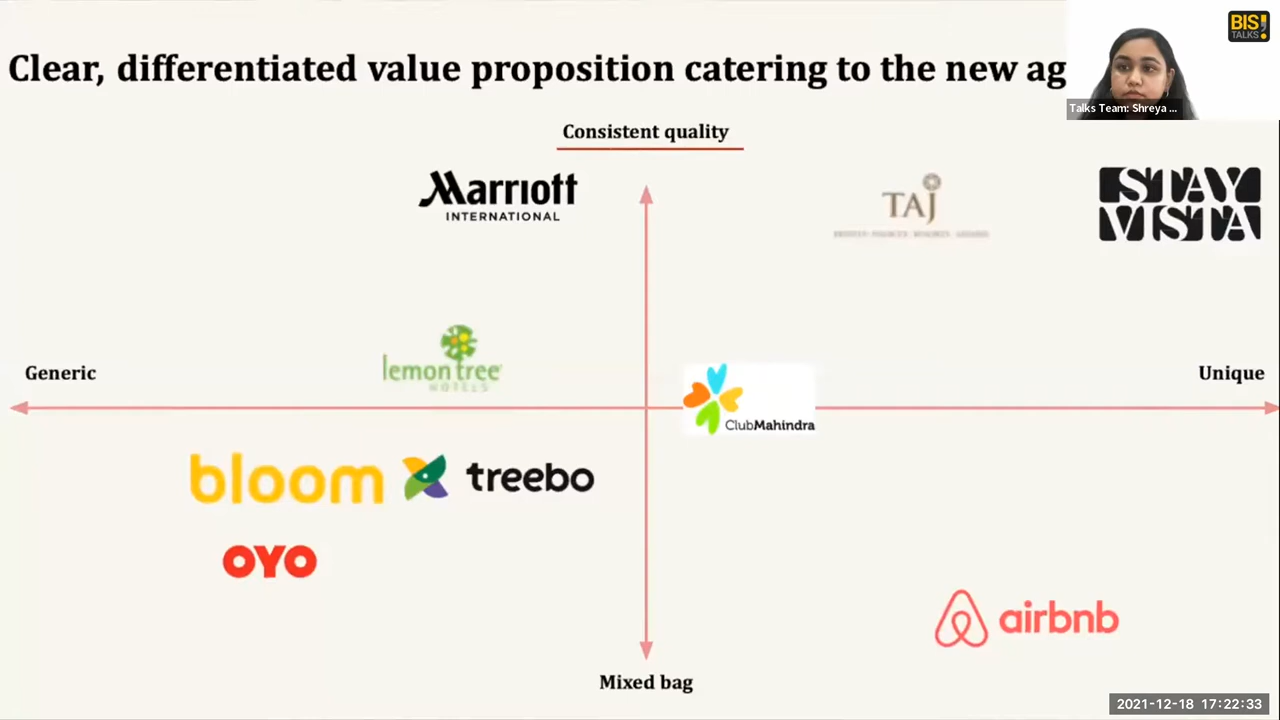 BIS!
TALKS
Clear, differentiated value proposition catering to the new ag
Talks Team: Shreya ...
Consistent quality
Marriott
INTERNATIONAL
TAJ
STAY
VISTA
lemon tree
HOTELS
Generic
Unique
ClubMahindra
bloom
treebo
OYO
airbnb
Mixed bag
2021-12-18 17:22:33